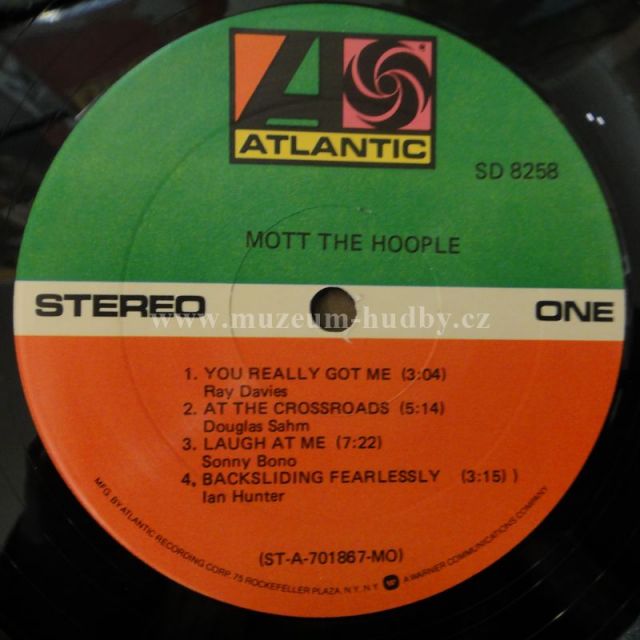 ATLANTIC
SD 8258
MOTT THE HOOPLE
STEREO
ONE
www.muzeum-hudby.cz
1. YOU REALLY GOT ME (3:04)
Ray Davies
2. AT THE CROSSROADS (5:14)
Douglas Sahm
3. LAUGH AT ME (7:22)
Sonny Bono
4. BACKSLIDING FEARLESSLY (3:15) )
Ian Hunter
(ST-A-701867-MO)
MFG. BY ATLANTIC RECORDING CORP. 75 ROCKEFELLER PLAZA, N.Y., N.Y. A WARNER COMMUNICATIONS COMPANY